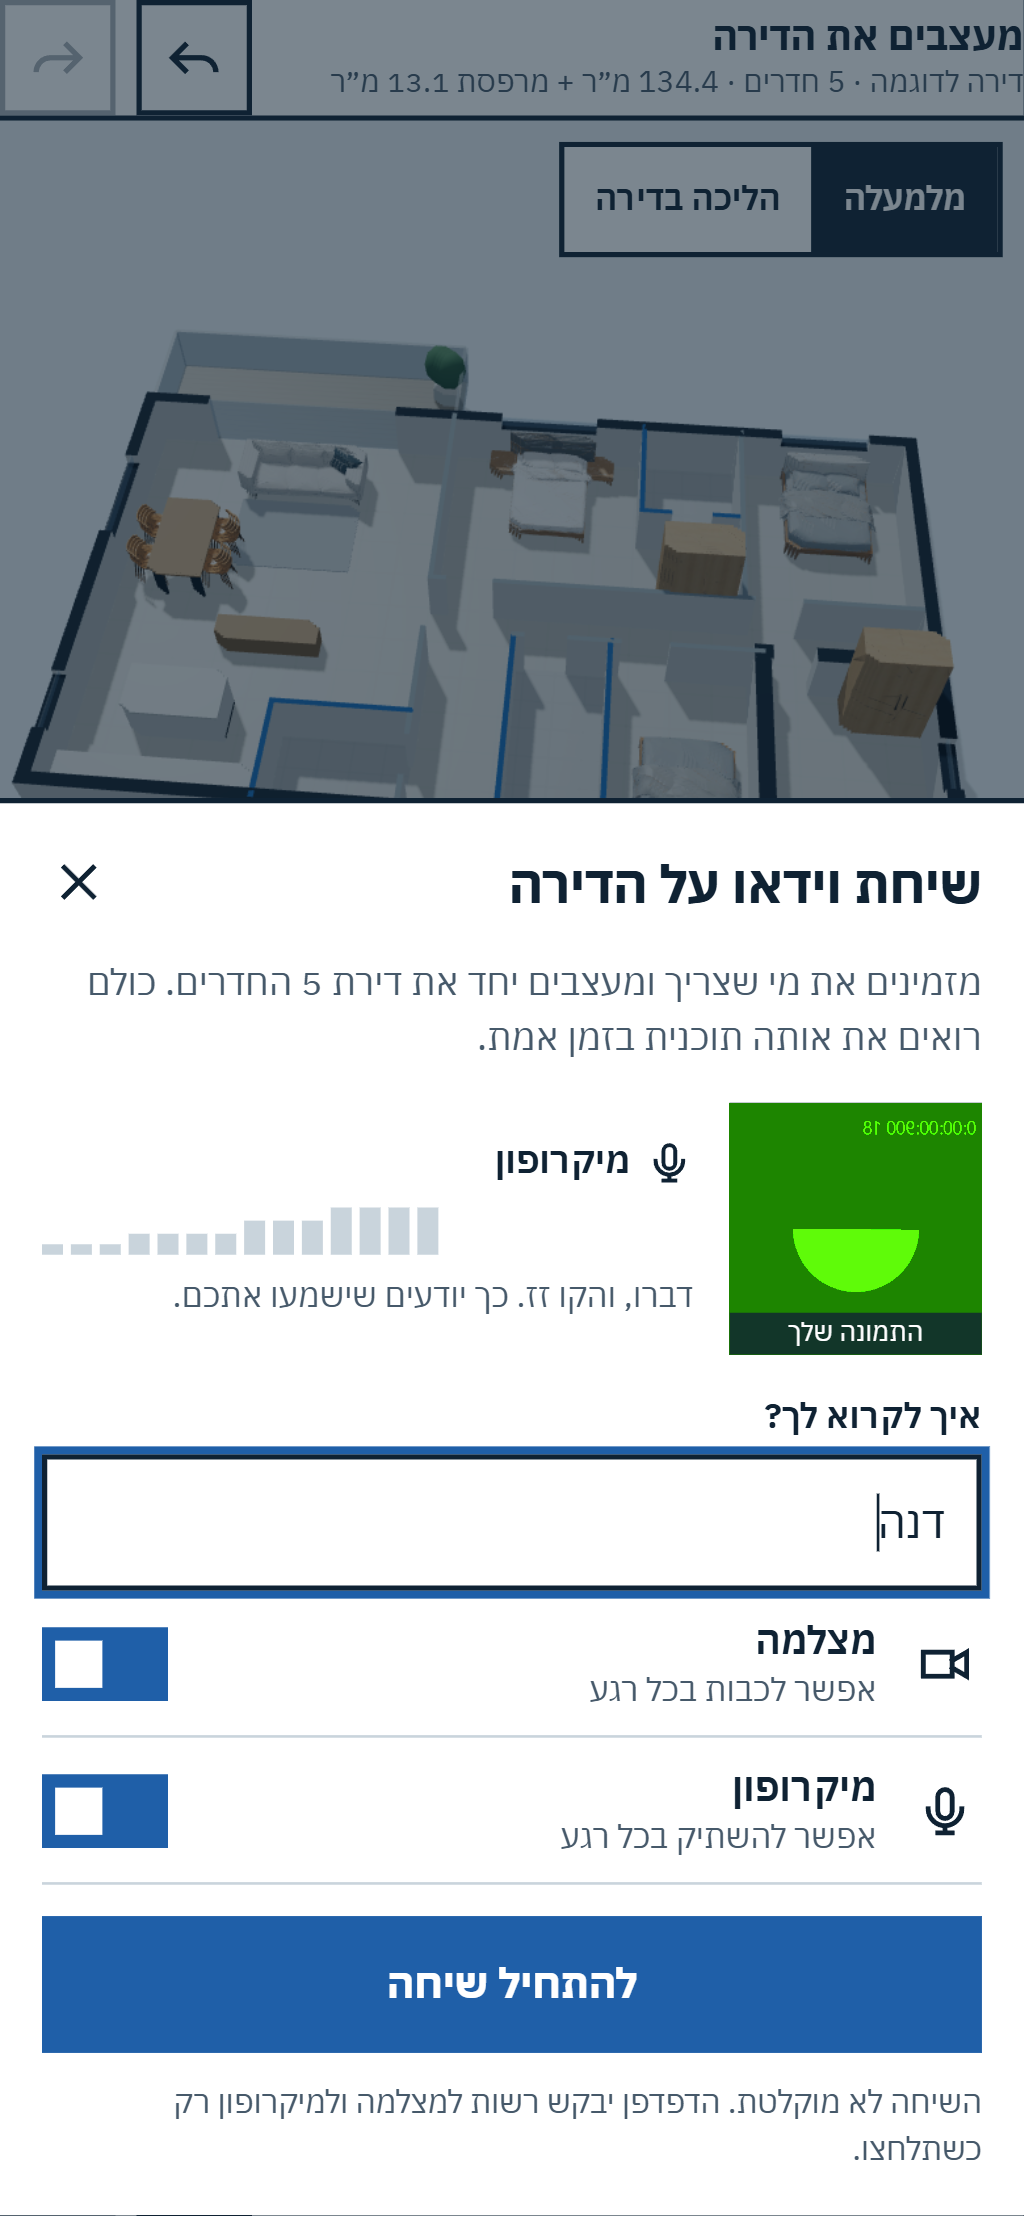 מעצבים את הדירה
דירה לדוגמה · 5 חדרים · 134.4 מ״ר + מרפסת 13.1 מ״ר
מלמעלה
הליכה בדירה
שיחת וידאו על הדירה
מזמינים את מי שצריך ומעצבים יחד את דירת 5 החדרים. כולם
רואים את אותה תוכנית בזמן אמת.
0:00:00:900 18
התמונה שלך
מיקרופון
דברו, והקו זז. כך יודעים שישמעו אתכם.
איך לקרוא לך?
דנה
מצלמה
אפשר לכבות בכל רגע
מיקרופון
אפשר להשתיק בכל רגע
להתחיל שיחה
השיחה לא מוקלטת. הדפדפן יבקש רשות למצלמה ולמיקרופון רק
כשתלחצו.